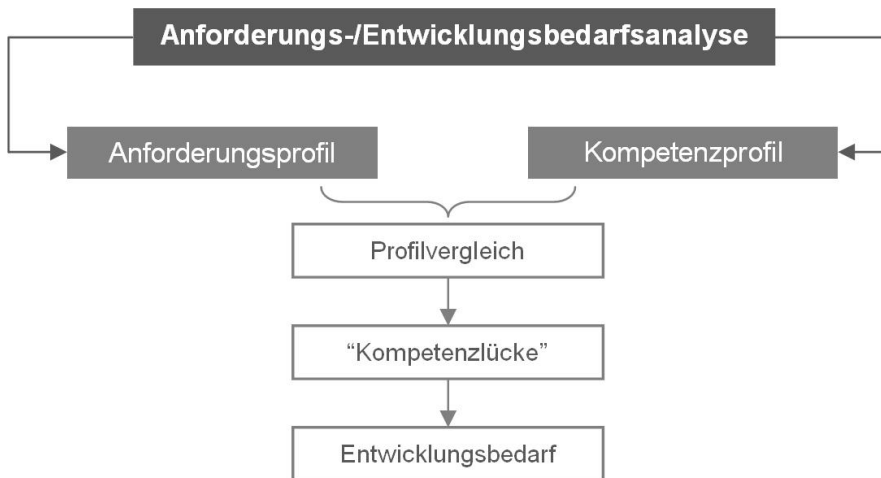 Anforderungs-/Entwicklungsbedarfsanalyse
Anforderungsprofil
Kompetenzprofil
Profilvergleich
“Kompetenzlücke”
Entwicklungsbedarf